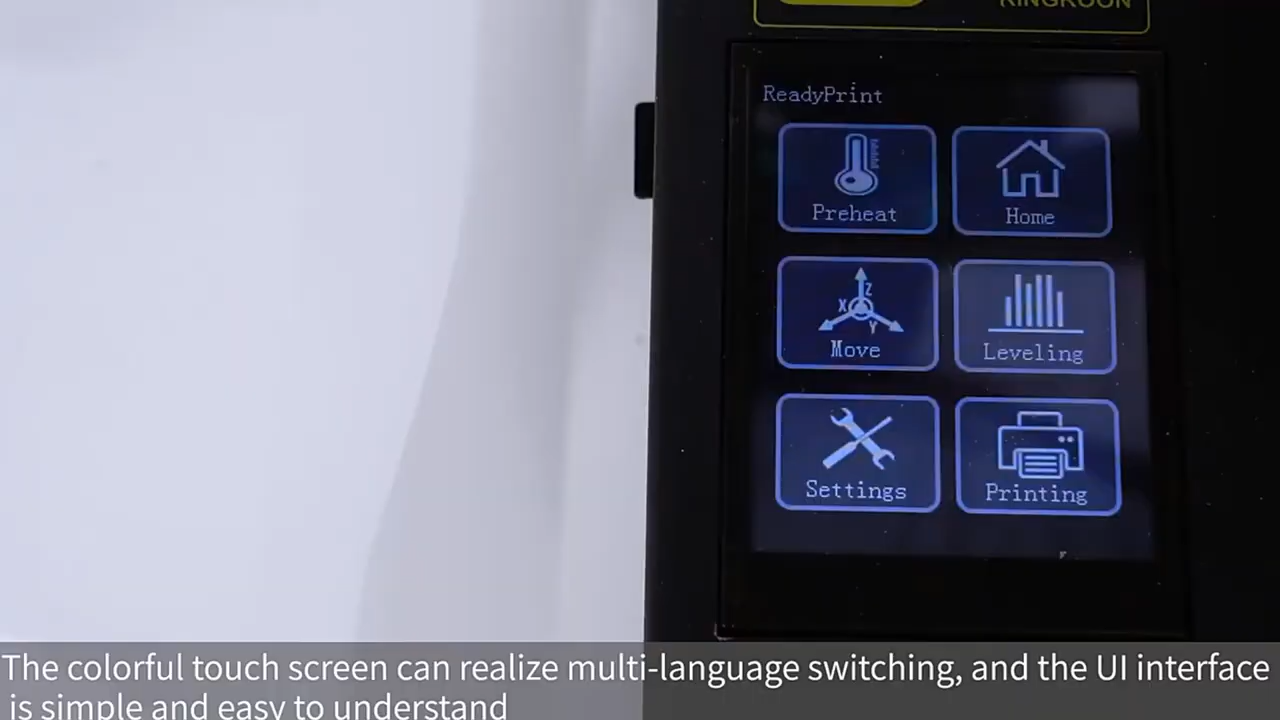 KINGROON
ReadyPrint
Preheat
Home
Z
X
Y
Move
Leveling
Settings
Printing
The colorful touch screen can realize multi-language switching, and the UI interface
is simple and easy to understand